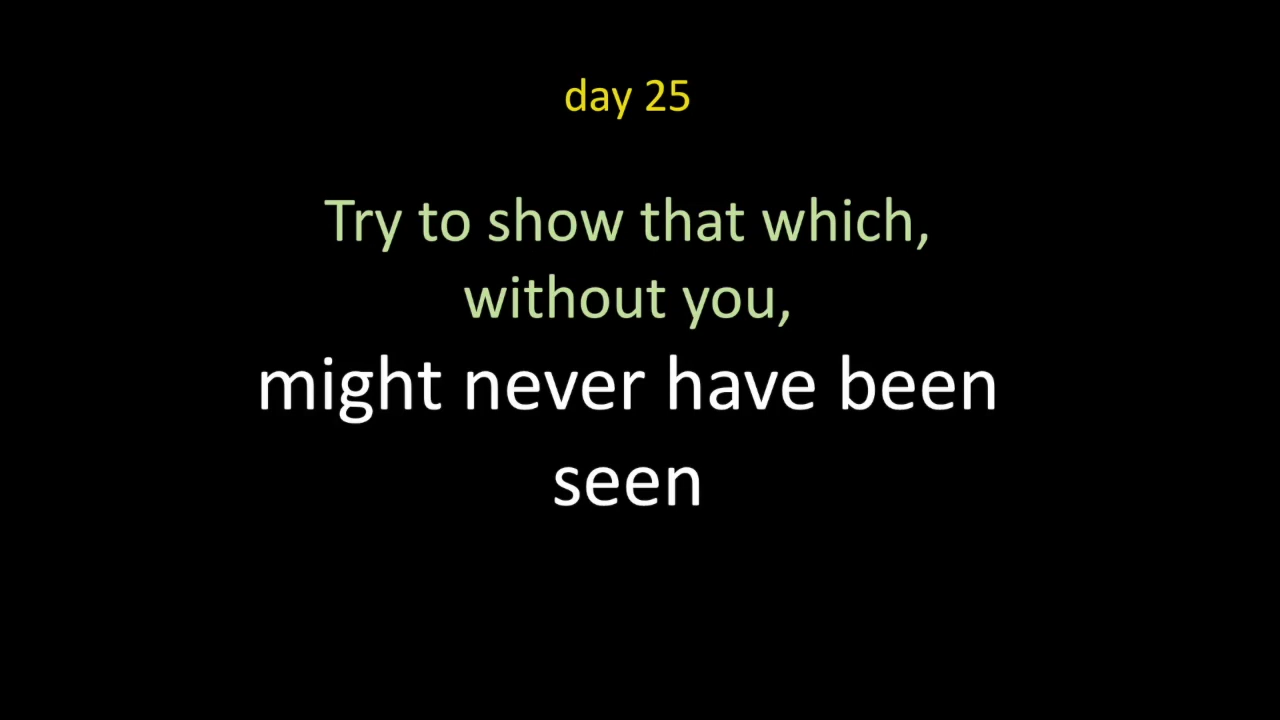 day 25
Try to show that which,
without you,
might never have been
seen